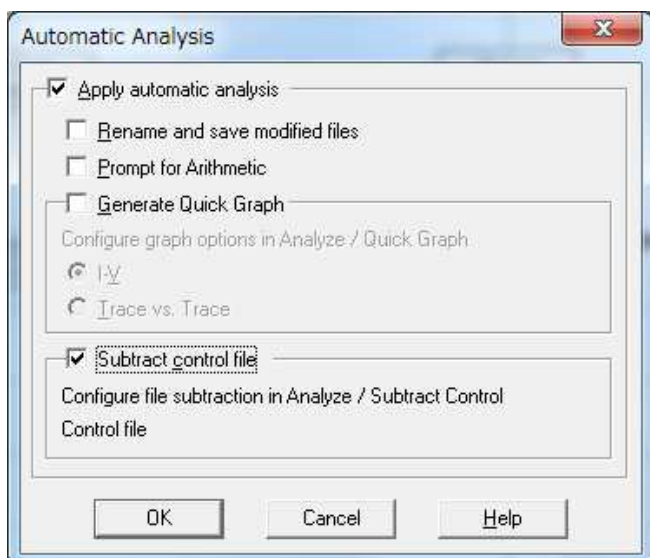 Automatic Analysis
Apply automatic analysis
Rename and save modified files
Prompt for Arithmetic
Generate Quick Graph
Configure graph options in Analyze / Quick Graph
I-V
Trace vs. Trace
Subtract control file
Configure file subtraction in Analyze / Subtract Control
Control file
OK
Cancel
Help